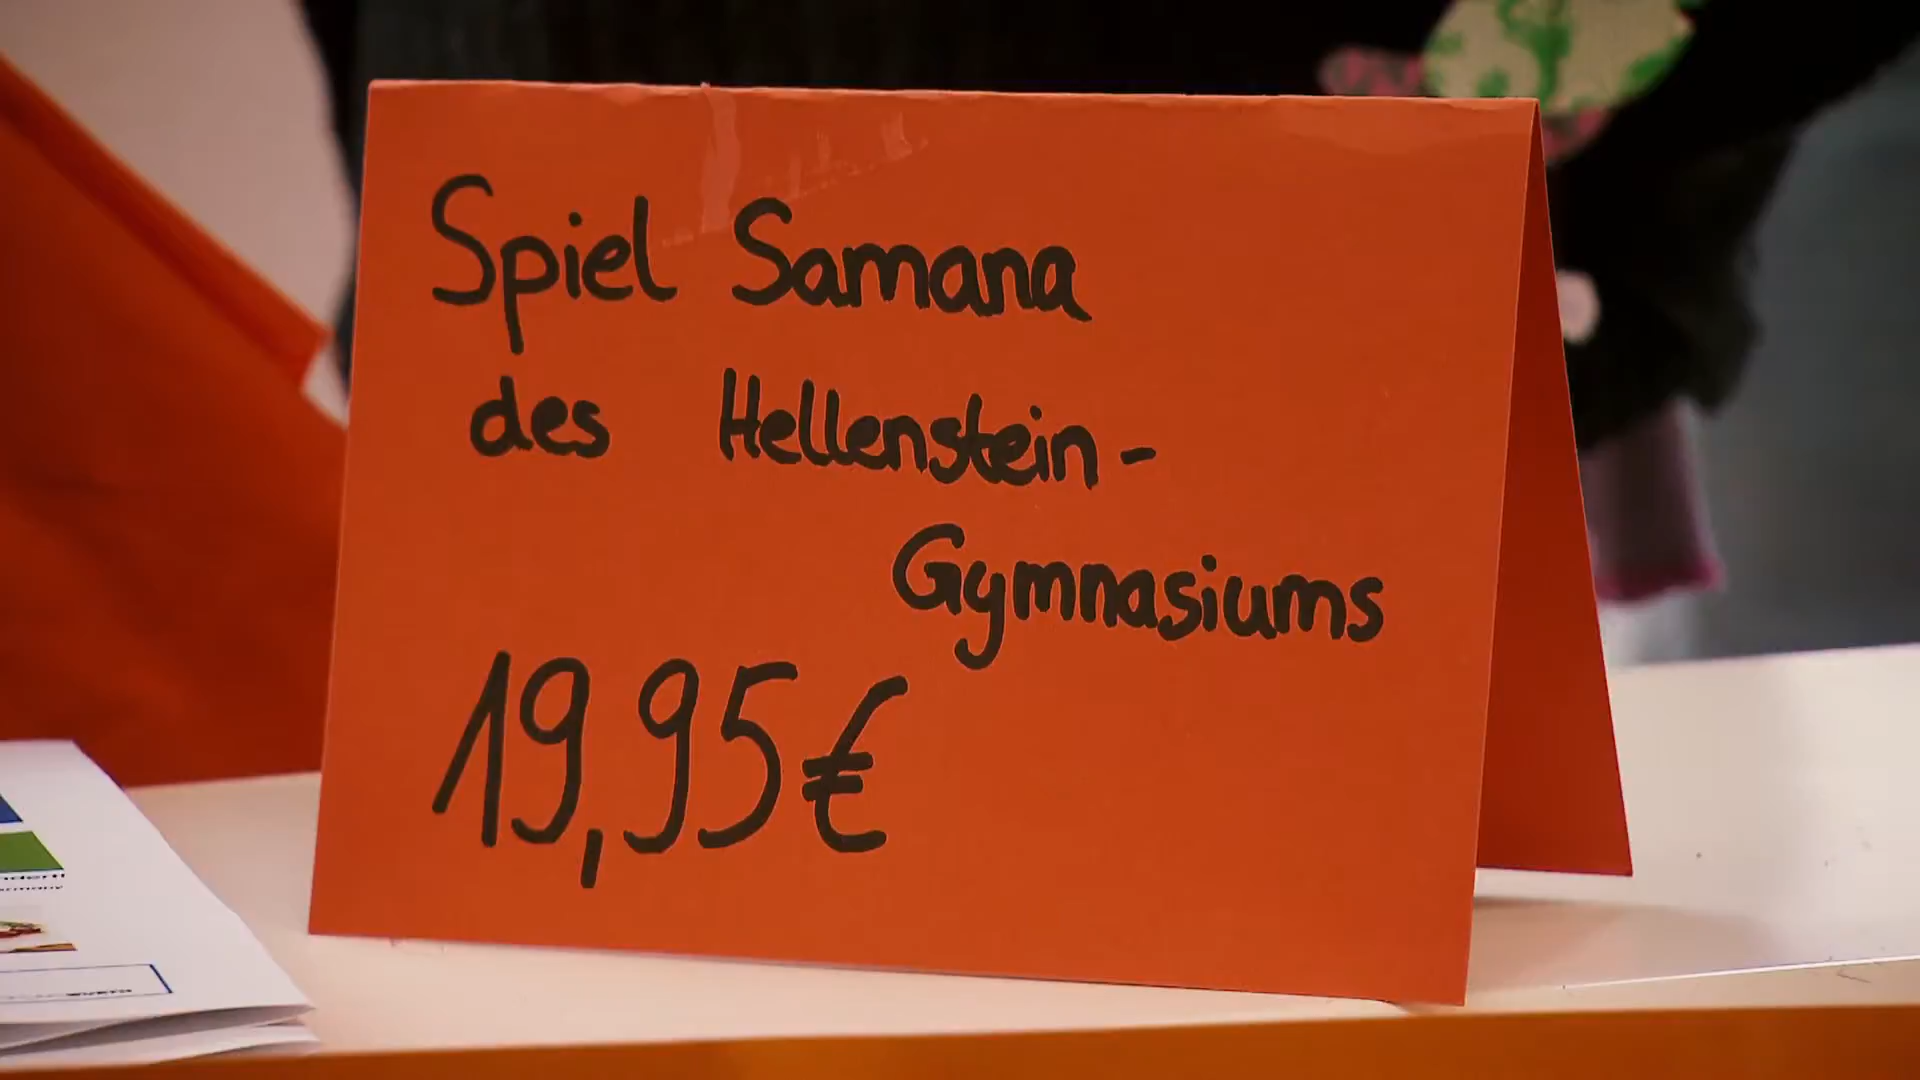 Spiel Samana
des Hellenstein-
Gymnasiums
19,95€